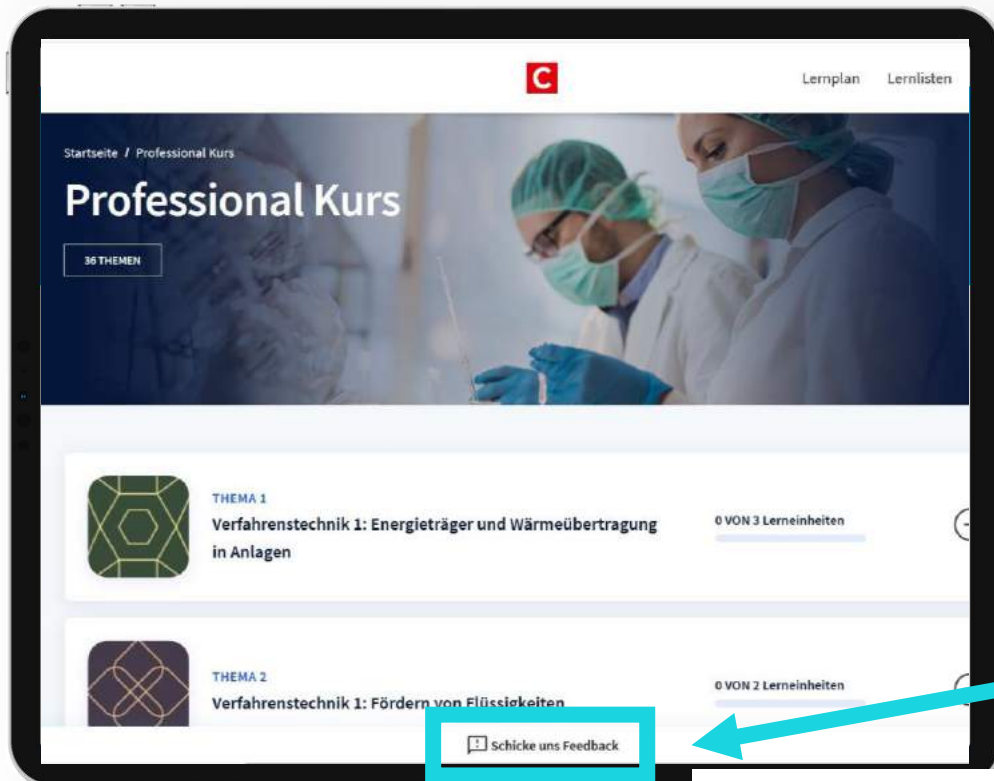 C
Lernplan Lernlisten
Startseite / Professional Kurs
Professional Kurs
36 THEMEN
THEMA 1
Verfahrenstechnik 1: Energieträger und Wärmeübertragung
in Anlagen
0 VON 3 Lerneinheiten
THEMA 2
Verfahrenstechnik 1: Fördern von Flüssigkeiten
0 VON 2 Lerneinheiten
Schicke uns Feedback